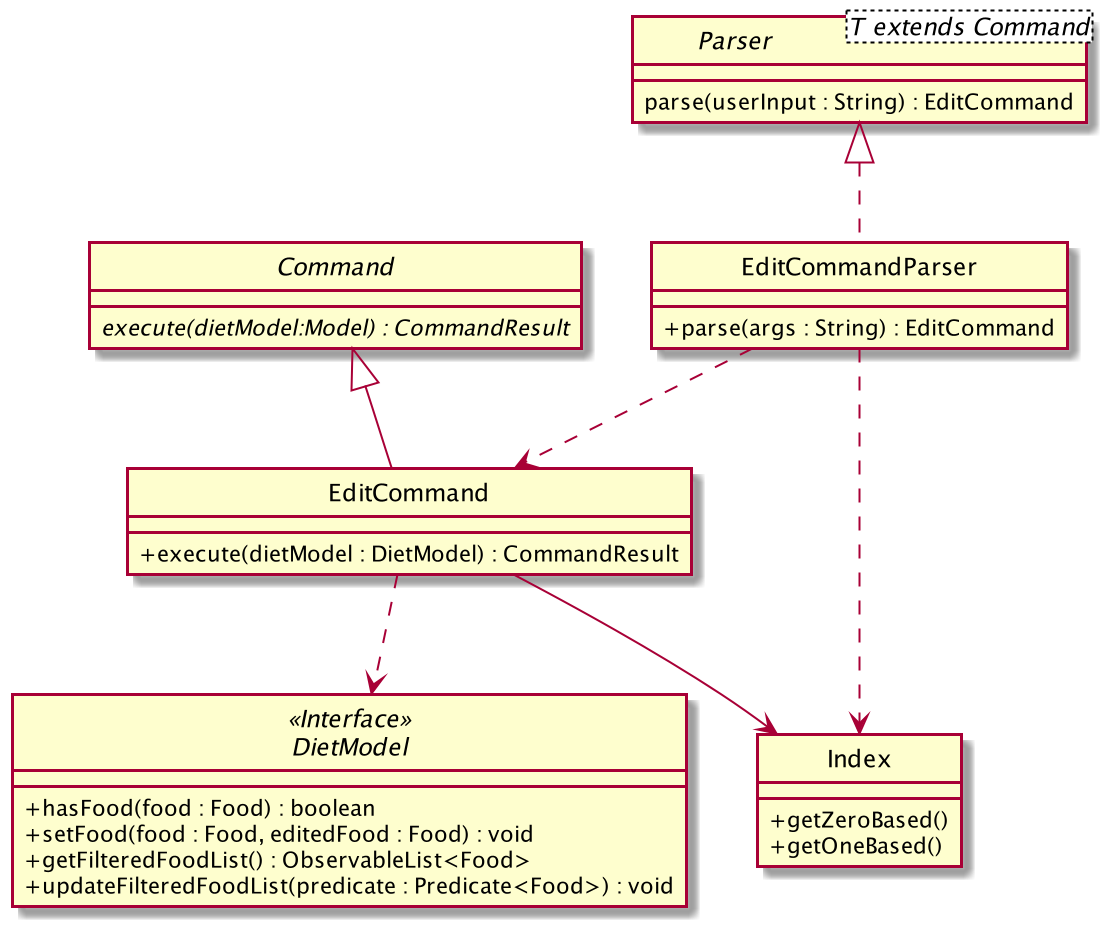 T extends Command
Parser
parse(userInput : String) : EditCommand
Command
execute(dietModel:Model) : CommandResult
EditCommandParser
+parse(args : String) : EditCommand
EditCommand
+execute(dietModel : DietModel) : CommandResult
«Interface»
DietModel
+hasFood(food : Food) : boolean
+setFood(food : Food, editedFood : Food) : void
+getFilteredFoodList() : ObservableList<Food>
+updateFilteredFoodList(predicate : Predicate<Food>) : void
Index
+getZeroBased()
+getOneBased()